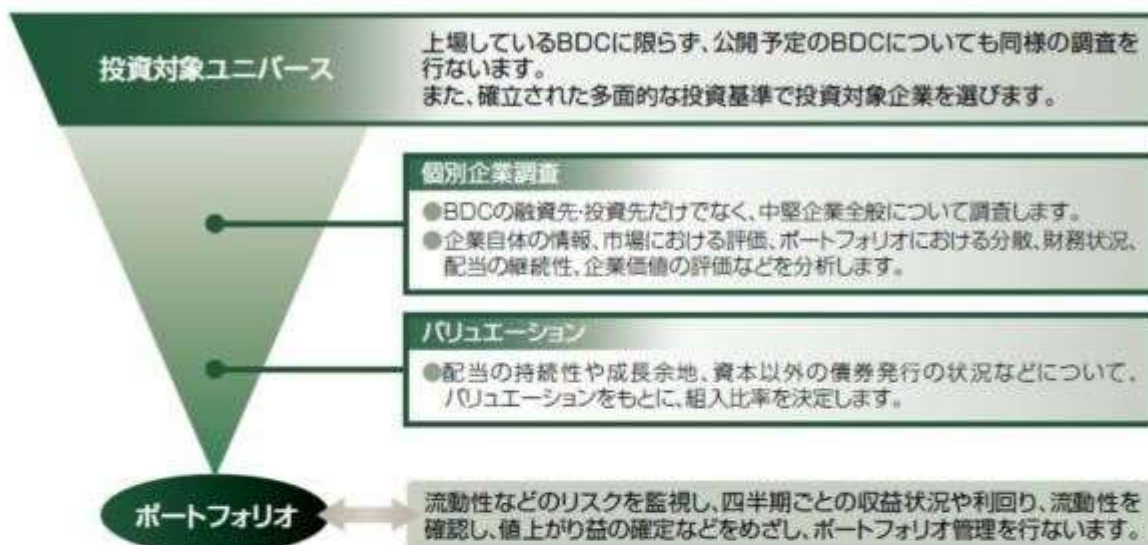 投資対象ユニバース
上場しているBDCに限らず、公開予定のBDCについても同様の調査を
行ないます。
また、確立された多面的な投資基準で投資対象企業を選びます。
個別企業調査
●BDCの融資先・投資先だけでなく、中堅企業全般について調査します。
●企業自体の情報、市場における評価、ポートフォリオにおける分散、財務状況、
配当の継続性、企業価値の評価などを分析します。
バリュエーション
●配当の持続性や成長余地、資本以外の債券発行の状況などについて、
バリュエーションをもとに、組入比率を決定します。
ポートフォリオ
流動性などのリスクを監視し、四半期ごとの収益状況や利回り、流動性を
確認し、値上がり益の確定などをめざし、ポートフォリオ管理を行ないます。